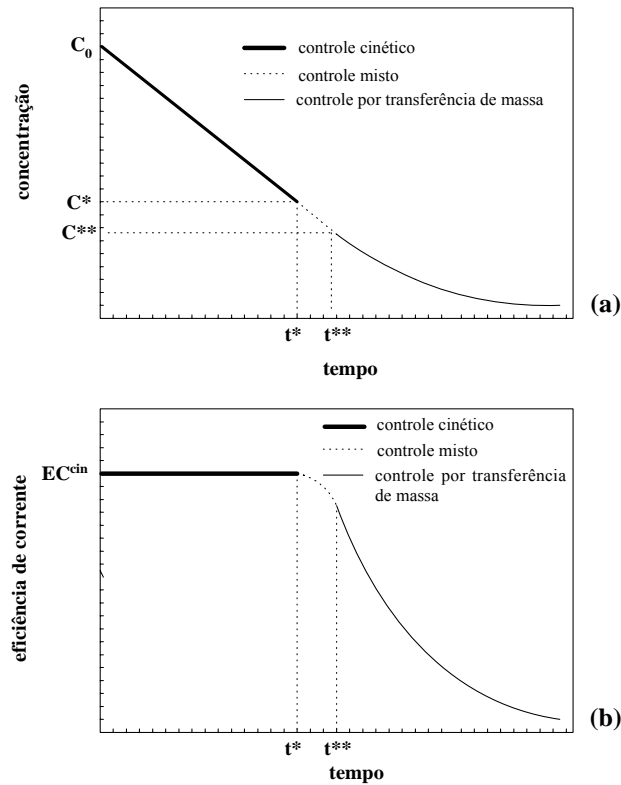 C₀
controle cinético
controle misto
controle por transferência de massa
concentração
C*
C**
t* t**
tempo
(a)
controle cinético
controle misto
controle por transferência
de massa
ECᶜⁱⁿ
eficiência de corrente
t* t**
tempo
(b)